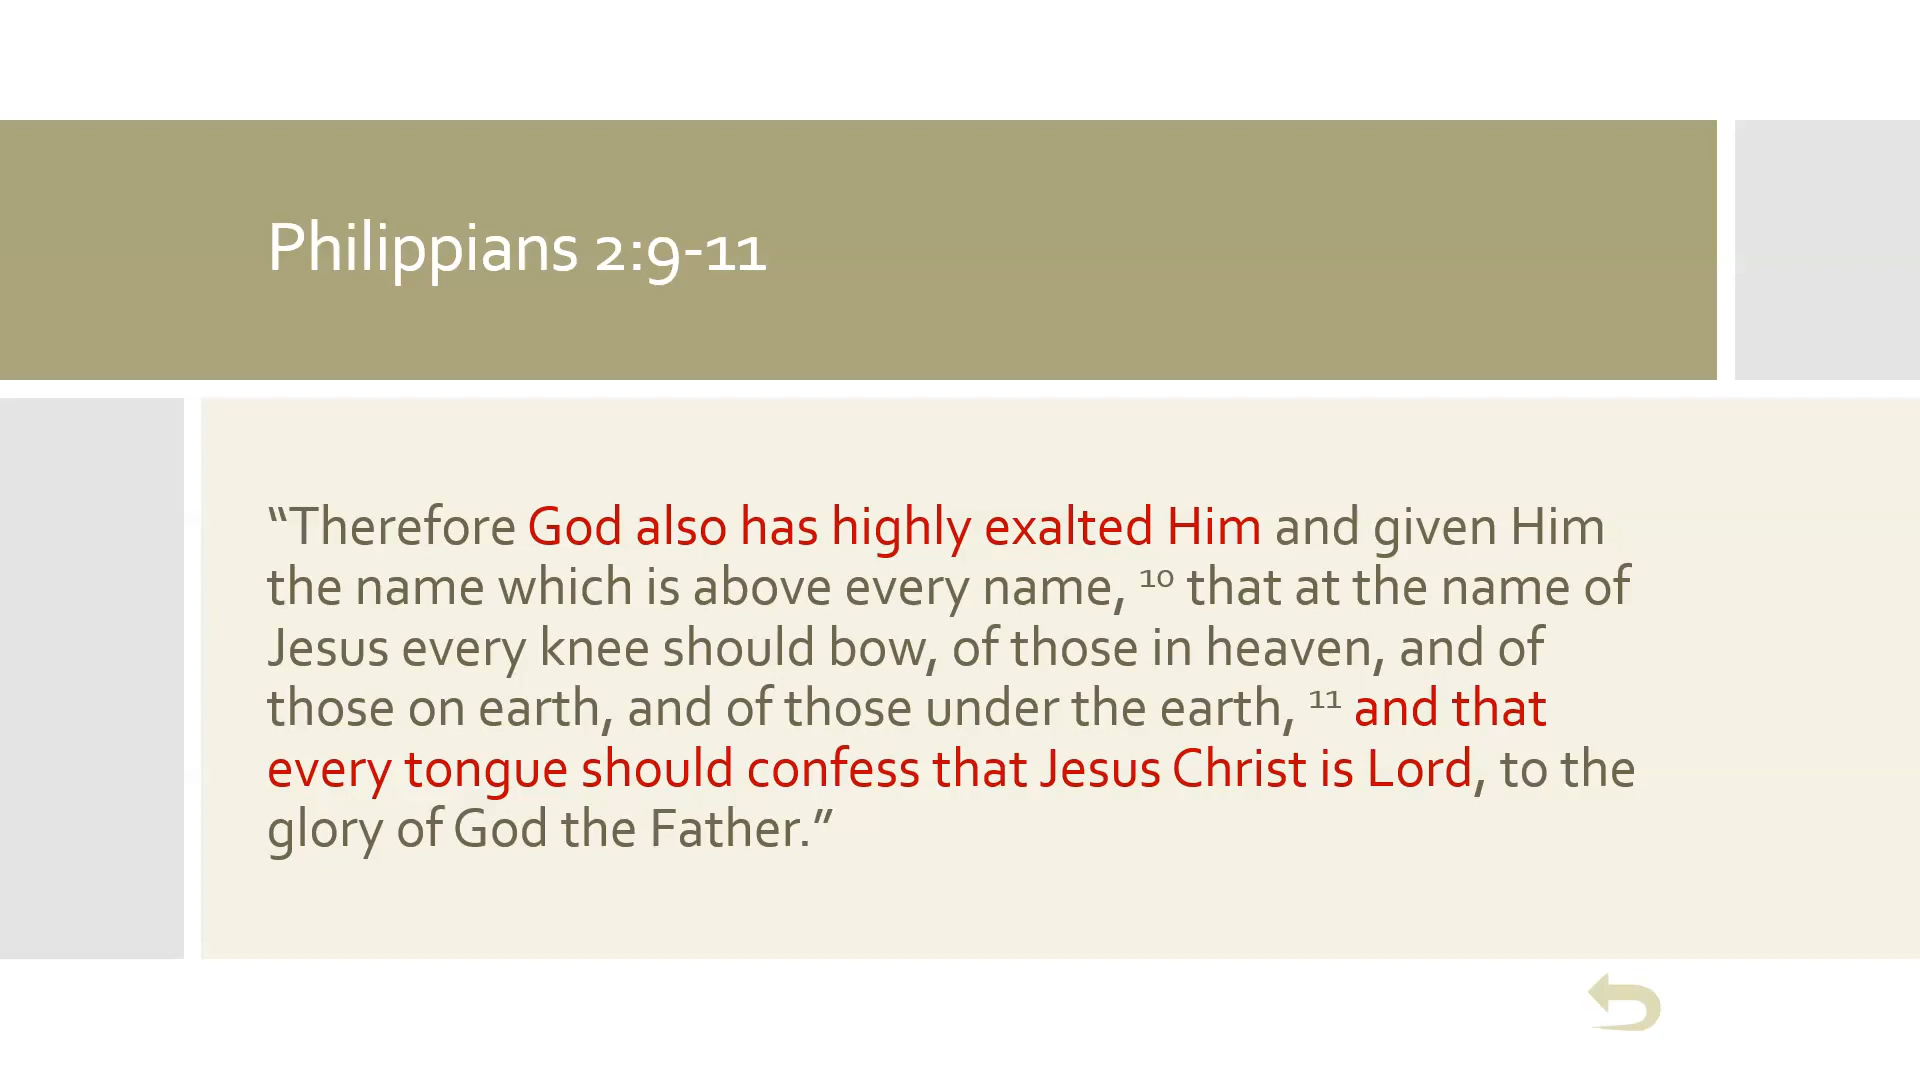 Philippians 2:9-11
“Therefore God also has highly exalted Him and given Him
the name which is above every name, 10 that at the name of
Jesus every knee should bow, of those in heaven, and of
those on earth, and of those under the earth, 11 and that
every tongue should confess that Jesus Christ is Lord, to the
glory of God the Father.”